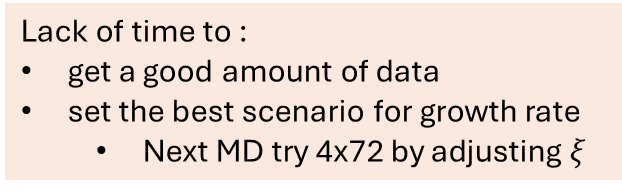 Lack of time to :
• get a good amount of data
• set the best scenario for growth rate
• Next MD try 4x72 by adjusting ξ